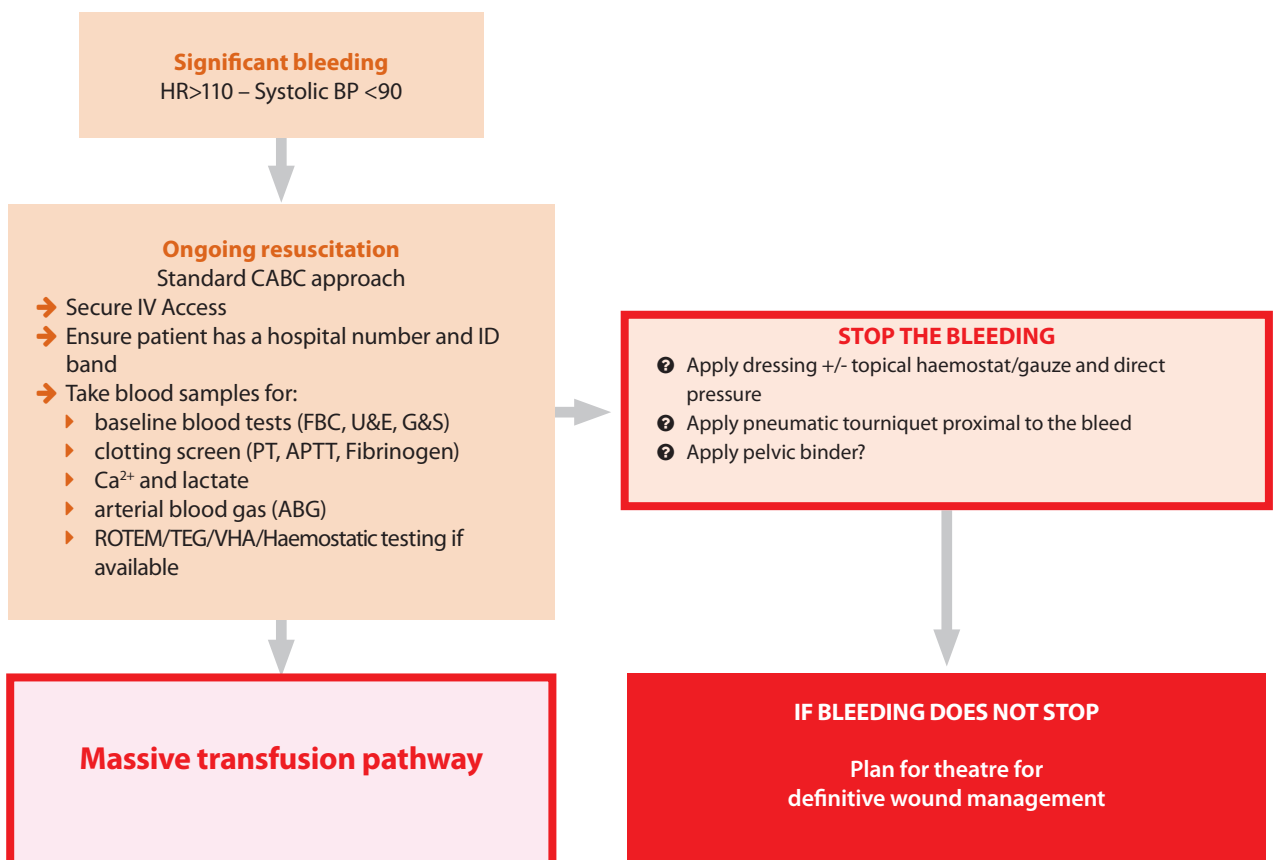 Significant bleeding
HR>110 – Systolic BP <90
Ongoing resuscitation
Standard CABC approach
Secure IV Access
Ensure patient has a hospital number and ID
band
Take blood samples for:
baseline blood tests (FBC, U&E, G&S)
clotting screen (PT, APTT, Fibrinogen)
Ca²⁺ and lactate
arterial blood gas (ABG)
ROTEM/TEG/VHA/Haemostatic testing if
available
STOP THE BLEEDING
Apply dressing +/- topical haemostat/gauze and direct
pressure
Apply pneumatic tourniquet proximal to the bleed
Apply pelvic binder?
Massive transfusion pathway
IF BLEEDING DOES NOT STOP
Plan for theatre for
definitive wound management